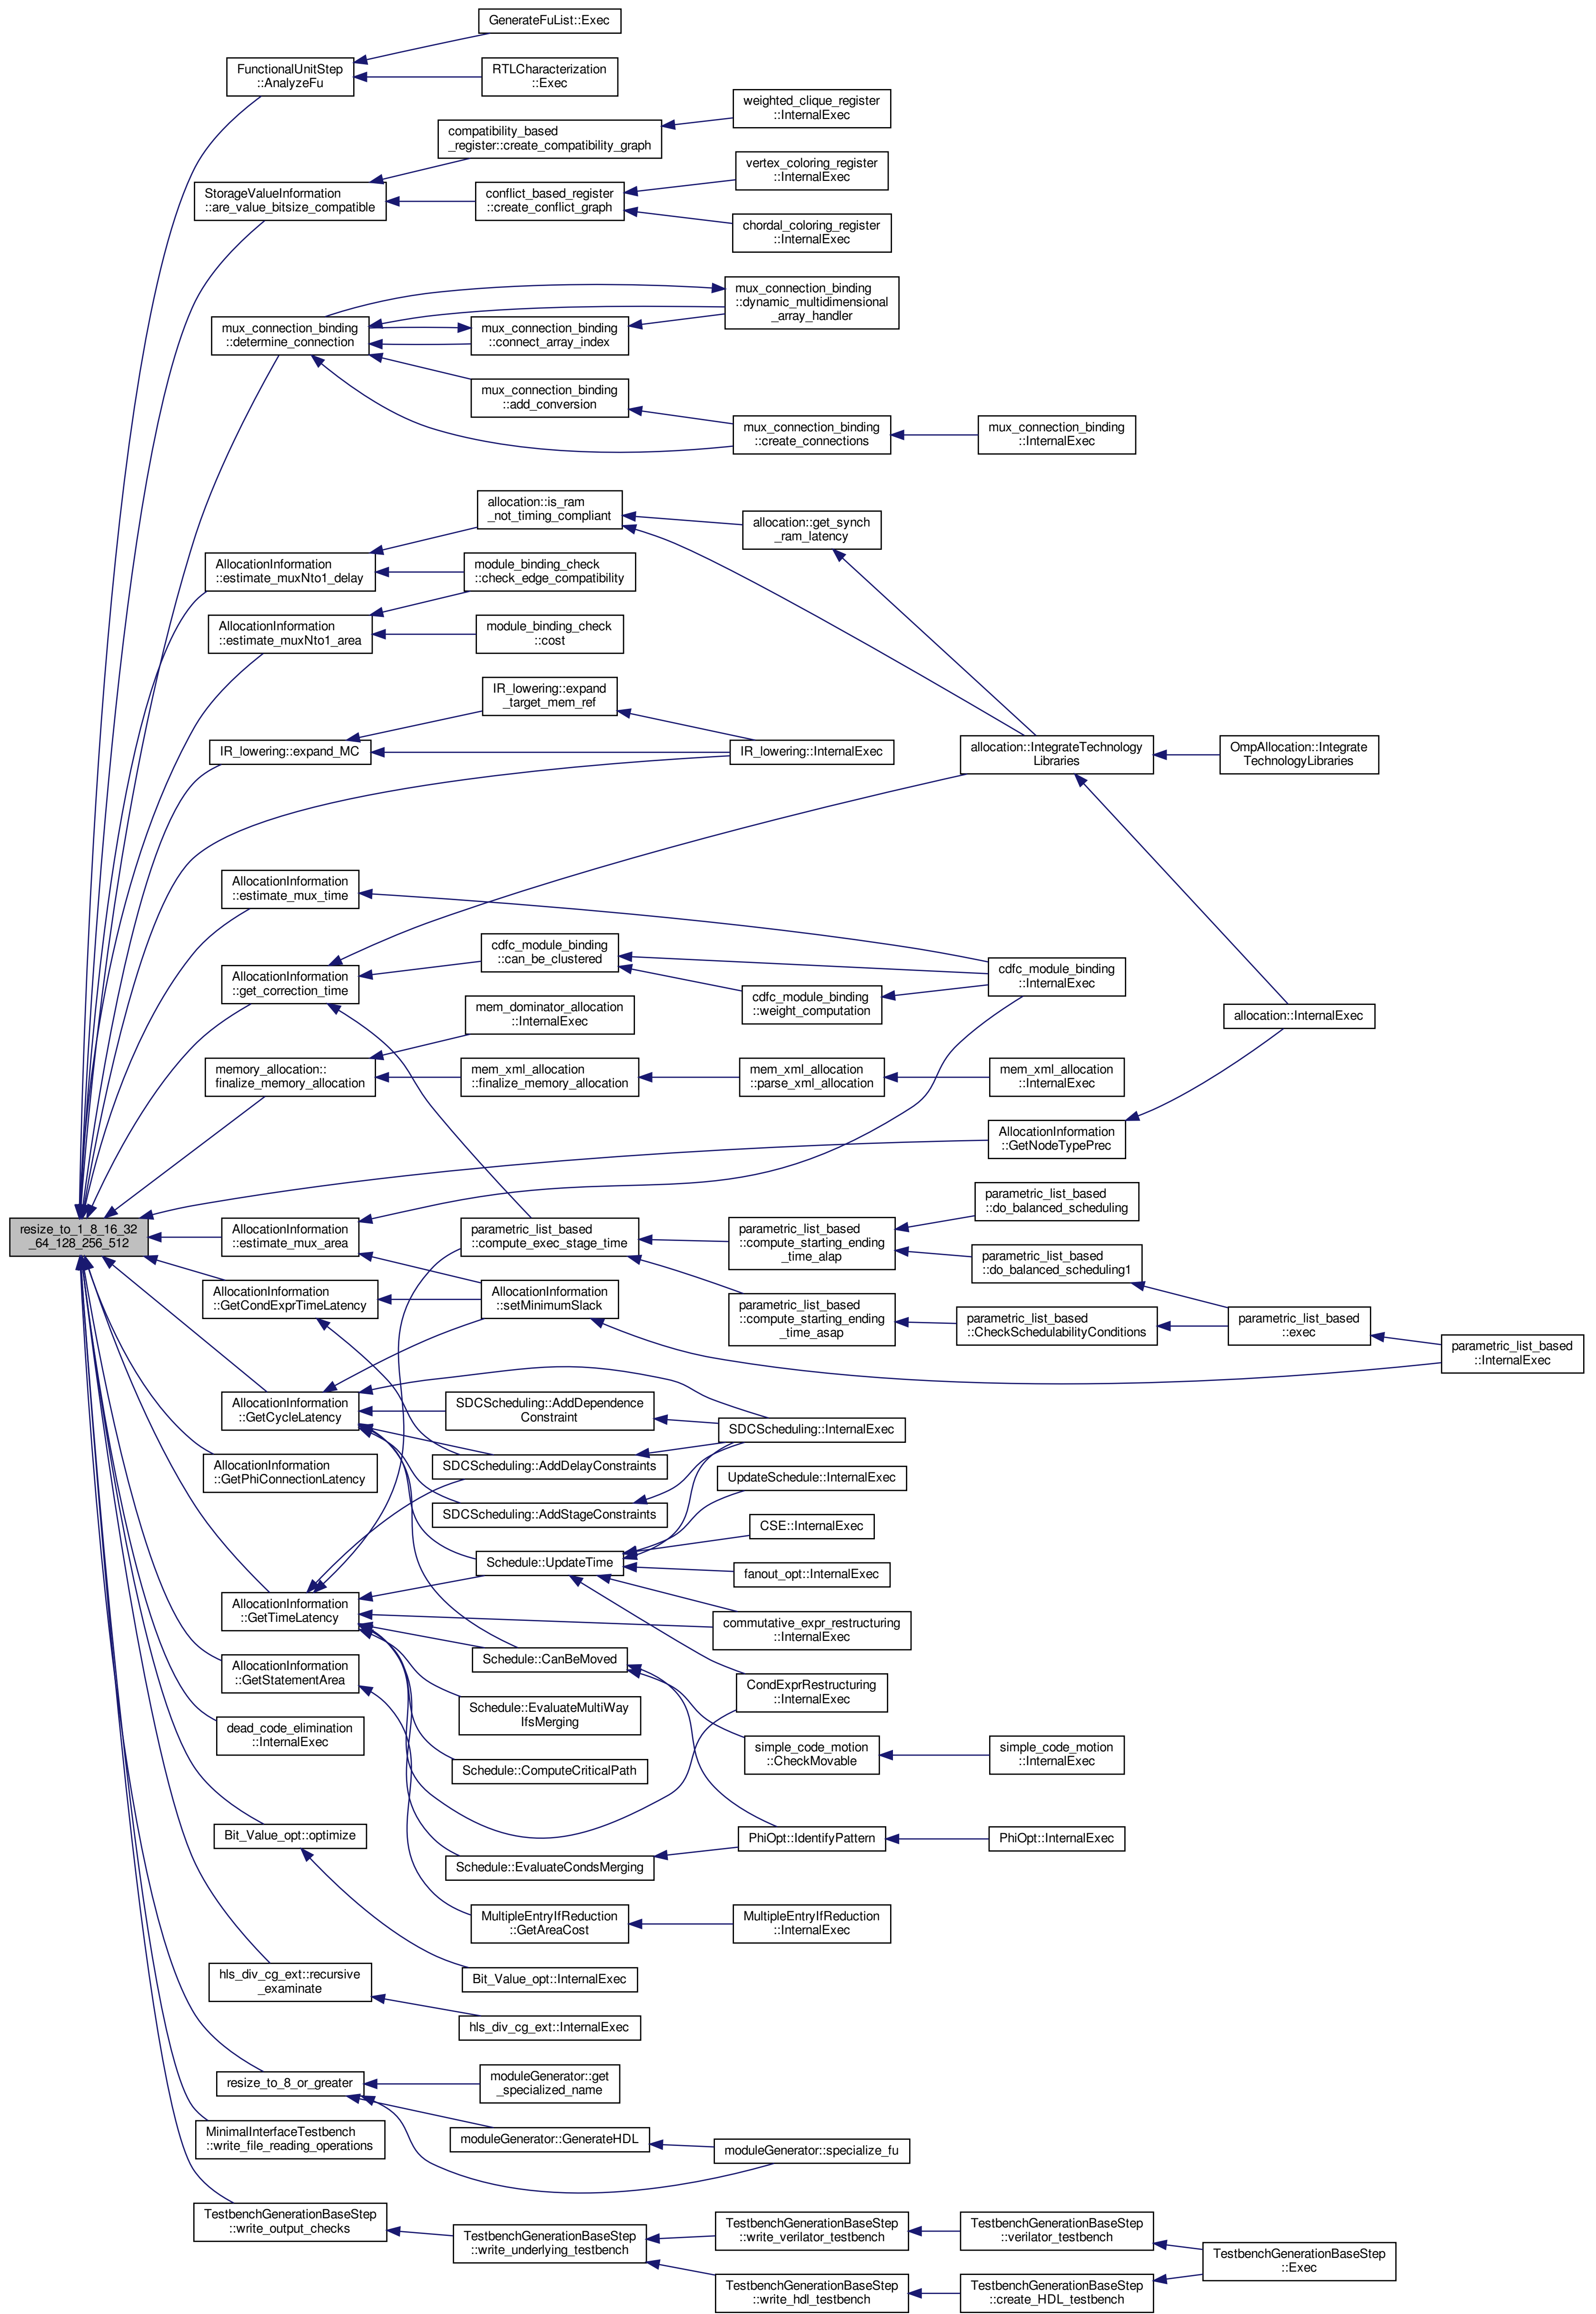 GenerateFuList::Exec
FunctionalUnitStep
::AnalyzeFu
RTLCharacterization
::Exec
weighted_clique_register
::InternalExec
compatibility_based
_register::create_compatibility_graph
vertex_coloring_register
::InternalExec
StorageValueInformation
::are_value_bitsize_compatible
conflict_based_register
::create_conflict_graph
chordal_coloring_register
::InternalExec
mux_connection_binding
::dynamic_multidimensional
_array_handler
mux_connection_binding
::determine_connection
mux_connection_binding
::connect_array_index
mux_connection_binding
::add_conversion
mux_connection_binding
::create_connections
mux_connection_binding
::InternalExec
allocation::is_ram
_not_timing_compliant
allocation::get_synch
_ram_latency
AllocationInformation
::estimate_muxNto1_delay
module_binding_check
::check_edge_compatibility
AllocationInformation
::estimate_muxNto1_area
module_binding_check
::cost
IR_lowering::expand
_target_mem_ref
IR_lowering::expand_MC
IR_lowering::InternalExec
allocation::IntegrateTechnology
Libraries
OmpAllocation::Integrate
TechnologyLibraries
AllocationInformation
::estimate_mux_time
AllocationInformation
::get_correction_time
cdfc_module_binding
::can_be_clustered
cdfc_module_binding
::InternalExec
cdfc_module_binding
::weight_computation
mem_dominator_allocation
::InternalExec
allocation::InternalExec
memory_allocation::
finalize_memory_allocation
mem_xml_allocation
::finalize_memory_allocation
mem_xml_allocation
::parse_xml_allocation
mem_xml_allocation
::InternalExec
AllocationInformation
::GetNodeTypePrec
resize_to_1_8_16_32
_64_128_256_512
AllocationInformation
::estimate_mux_area
parametric_list_based
::compute_exec_stage_time
parametric_list_based
::compute_starting_ending
_time_alap
parametric_list_based
::do_balanced_scheduling
parametric_list_based
::do_balanced_scheduling1
AllocationInformation
::GetCondExprTimeLatency
AllocationInformation
::setMinimumSlack
parametric_list_based
::compute_starting_ending
_time_asap
parametric_list_based
::CheckSchedulabilityConditions
parametric_list_based
::exec
parametric_list_based
::InternalExec
AllocationInformation
::GetCycleLatency
SDCScheduling::AddDependence
Constraint
SDCScheduling::InternalExec
AllocationInformation
::GetPhiConnectionLatency
SDCScheduling::AddDelayConstraints
UpdateSchedule::InternalExec
SDCScheduling::AddStageConstraints
CSE::InternalExec
Schedule::UpdateTime
fanout_opt::InternalExec
AllocationInformation
::GetTimeLatency
commutative_expr_restructuring
::InternalExec
Schedule::CanBeMoved
AllocationInformation
::GetStatementArea
CondExprRestructuring
::InternalExec
Schedule::EvaluateMultiWay
IfsMerging
dead_code_elimination
::InternalExec
simple_code_motion
::CheckMovable
simple_code_motion
::InternalExec
Schedule::ComputeCriticalPath
Bit_Value_opt::optimize
PhiOpt::IdentifyPattern
PhiOpt::InternalExec
Schedule::EvaluateCondsMerging
MultipleEntryIfReduction
::GetAreaCost
MultipleEntryIfReduction
::InternalExec
hls_div_cg_ext::recursive
_examinate
Bit_Value_opt::InternalExec
hls_div_cg_ext::InternalExec
resize_to_8_or_greater
moduleGenerator::get
_specialized_name
MinimalInterfaceTestbench
::write_file_reading_operations
moduleGenerator::GenerateHDL
moduleGenerator::specialize_fu
TestbenchGenerationBaseStep
::write_output_checks
TestbenchGenerationBaseStep
::write_underlying_testbench
TestbenchGenerationBaseStep
::write_verilator_testbench
TestbenchGenerationBaseStep
::verilator_testbench
TestbenchGenerationBaseStep
::Exec
TestbenchGenerationBaseStep
::write_hdl_testbench
TestbenchGenerationBaseStep
::create_HDL_testbench